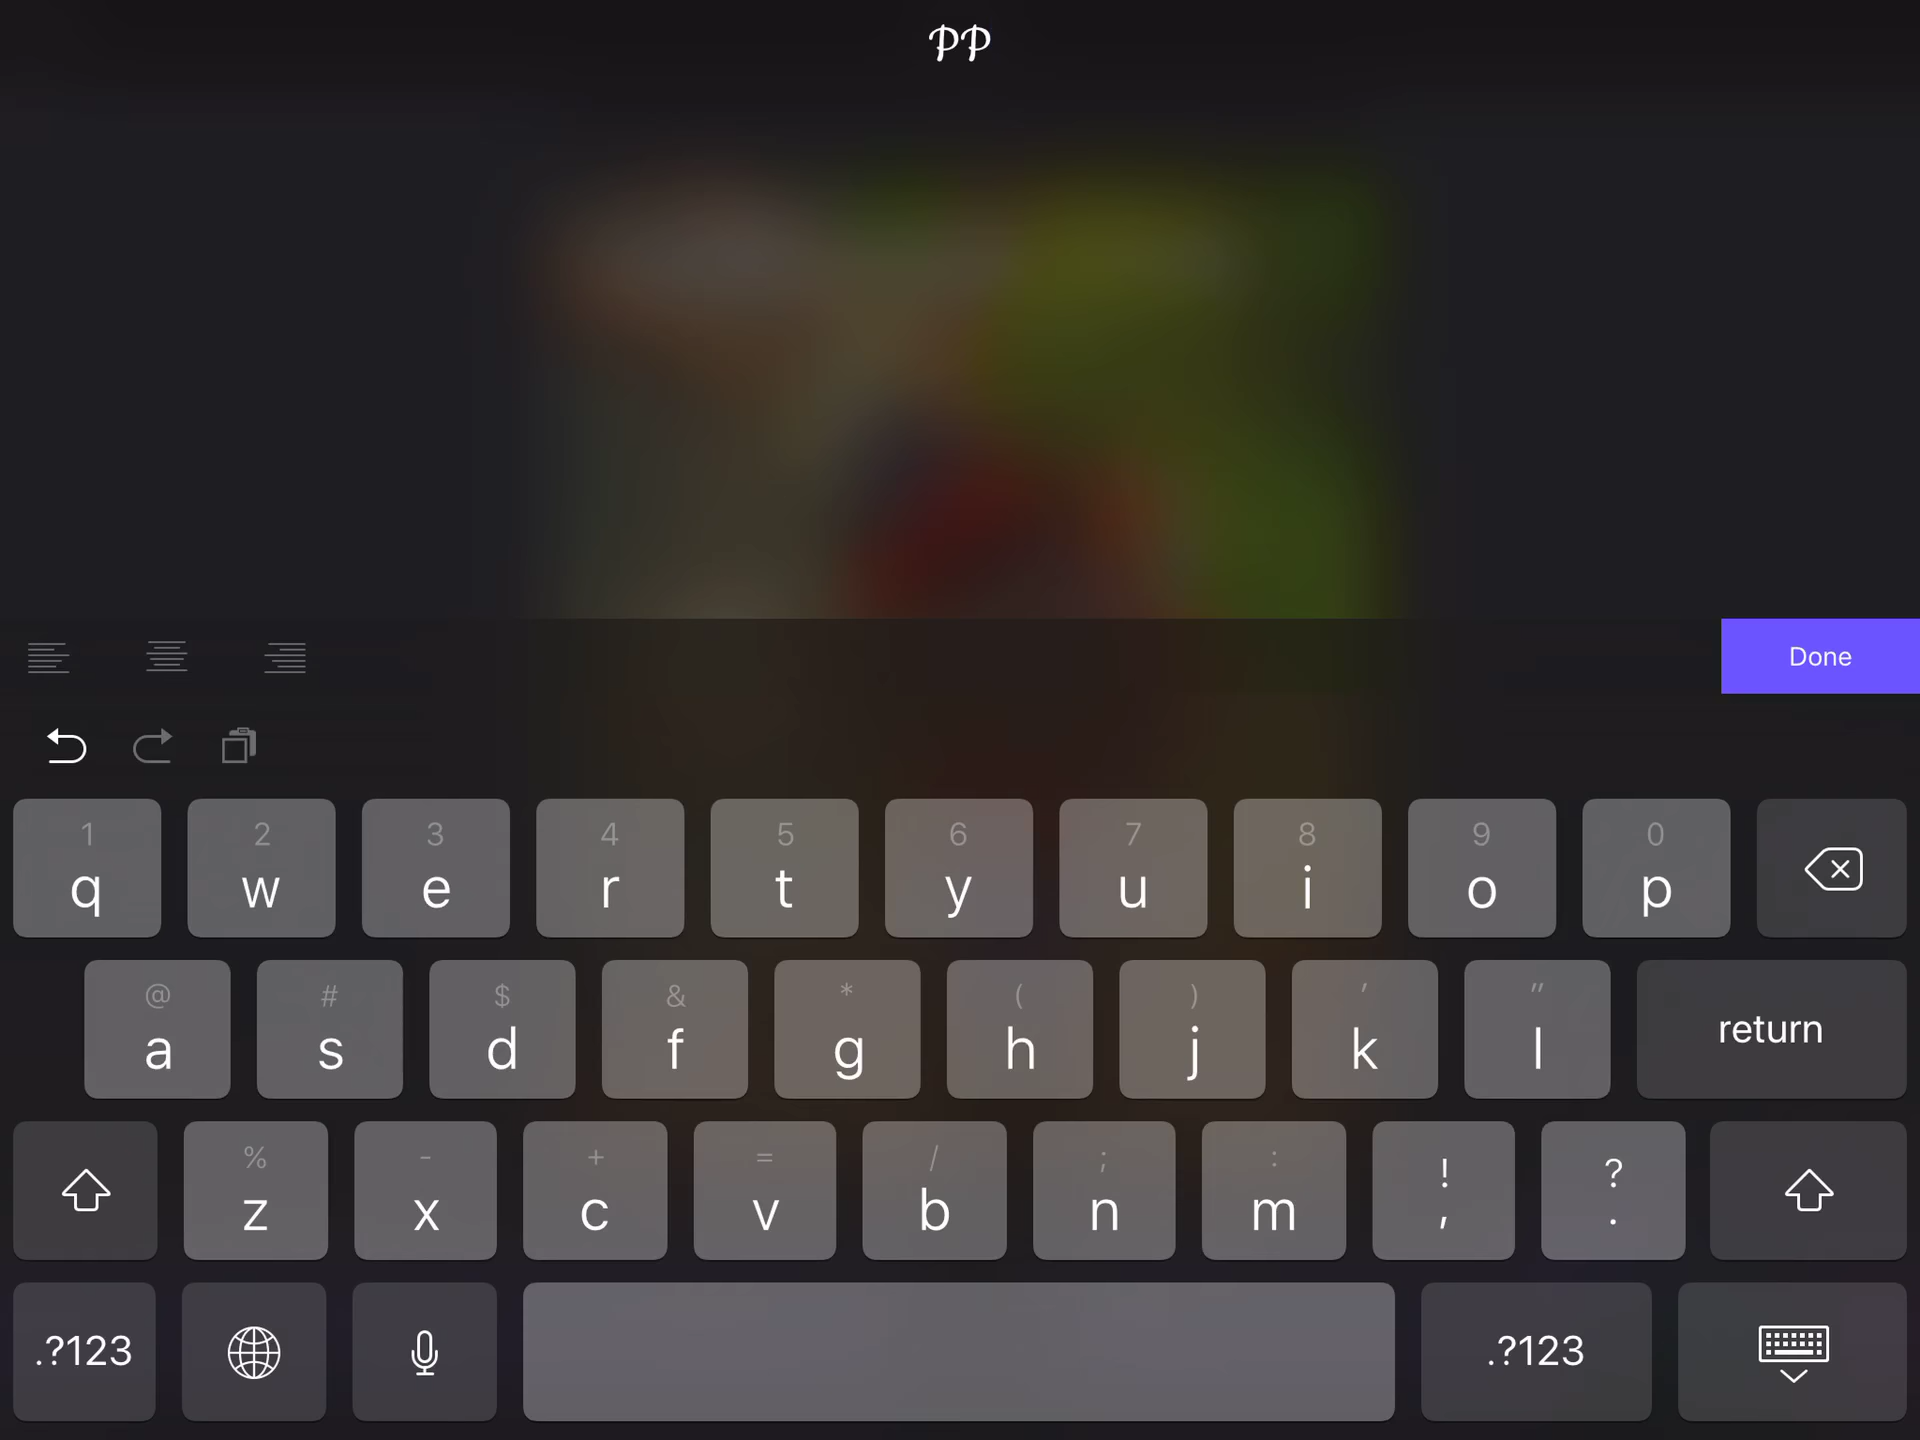 pp
Done
1 2 3 4 5 6 7 8 9 0
q w e r t y u i o p
@ # $ & * ( ) ' "
a s d f g h j k l return
% - + = / ; : ! ?
z x c v b n m , .
.?123 .?123